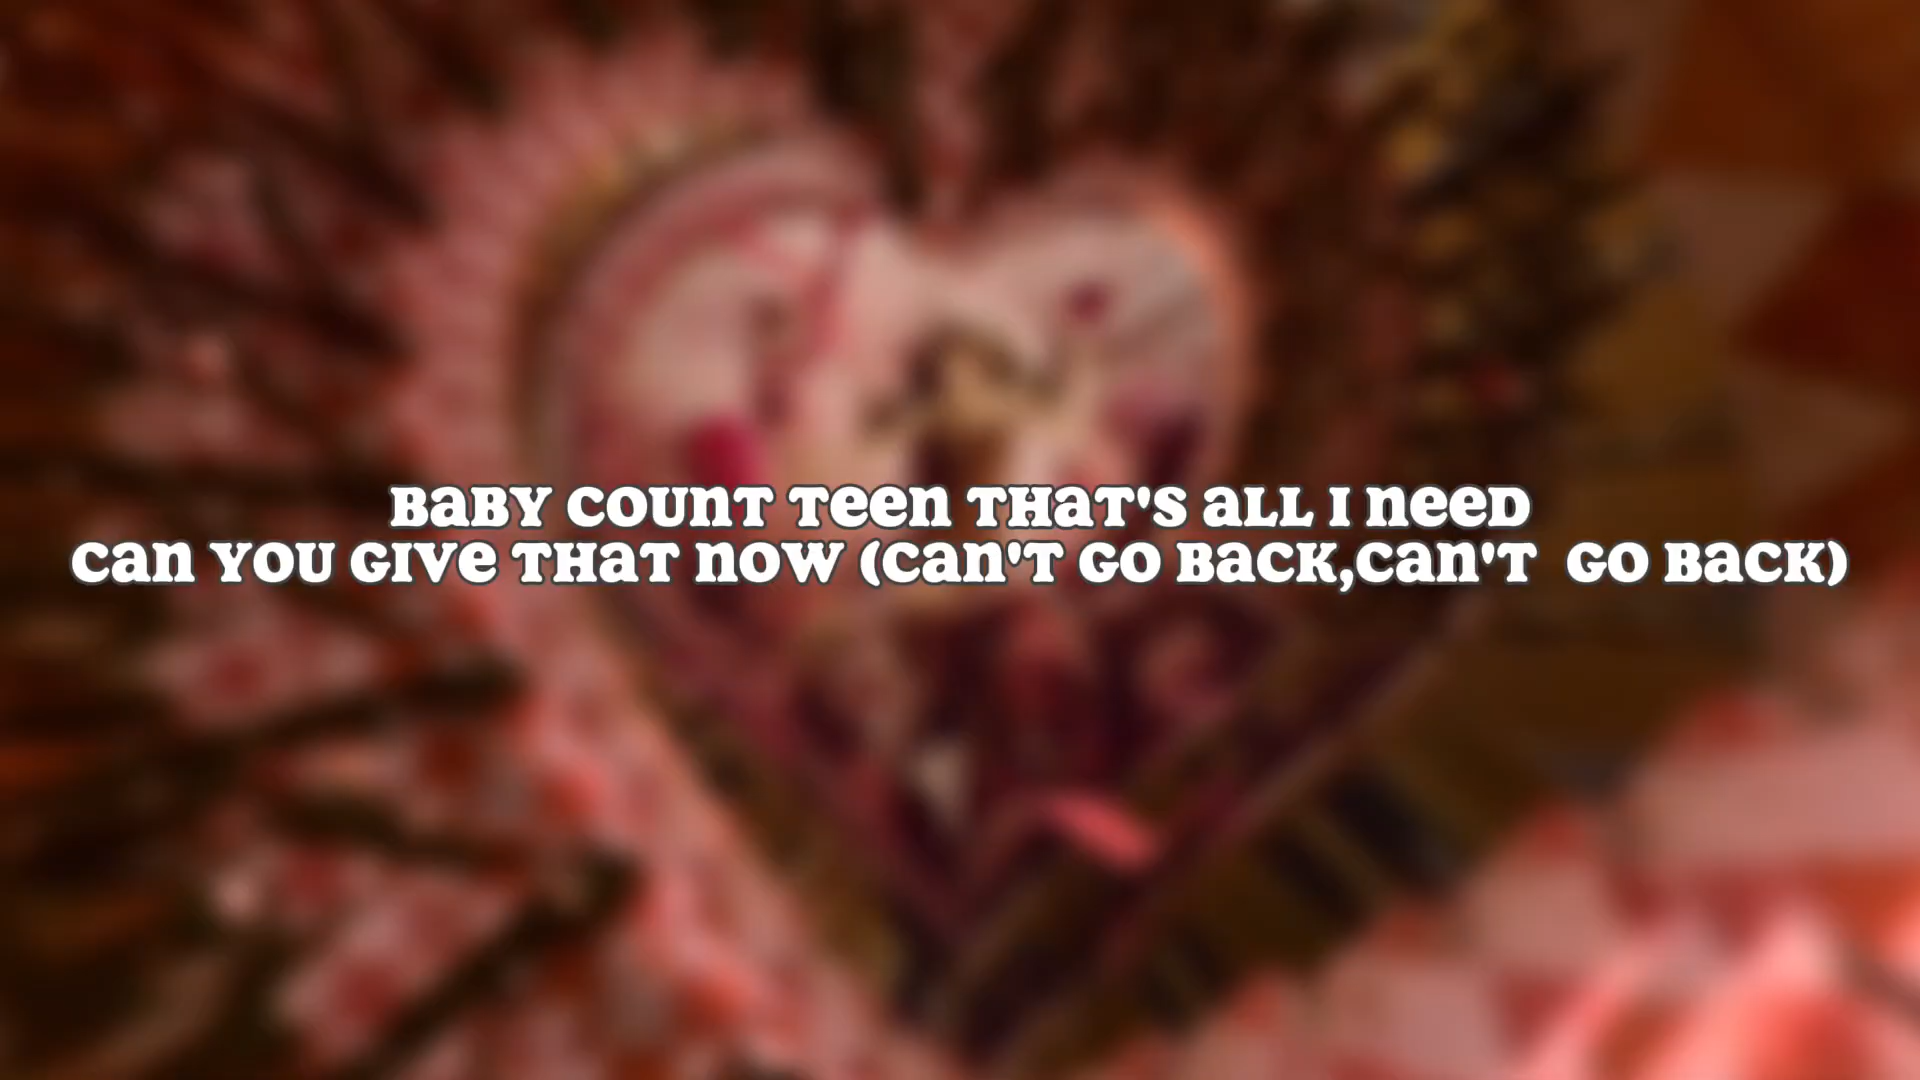 BaBY COUNT Teen THaT'S aLL I neeD
Can YOU GIVe THaT nOW (Can'T GO BaCK,Can'T  GO BaCK)